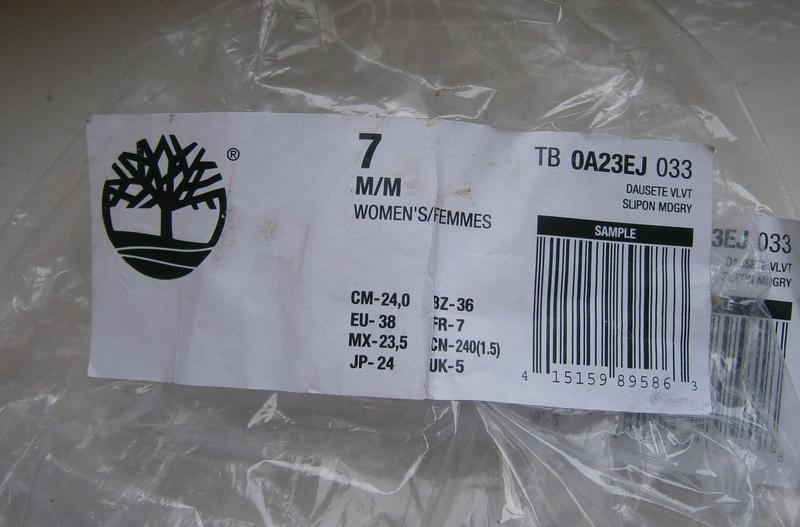 ®
7
M/M
WOMEN'S/FEMMES
CM-24,0 BZ-36
EU-38 FR-7
MX-23,5 CN-240(1.5)
JP-24 UK-5
TB 0A23EJ 033
DAUSETE VLVT
SLIPON MDGRY
SAMPLE
4 15159 89586 3
3EJ 033
DAUSETE VLVT
SLIPON MDGRY
8